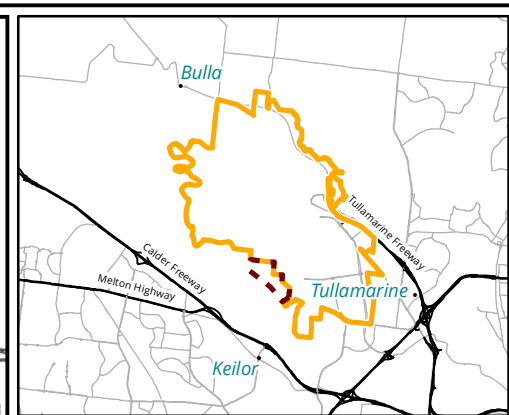 Bulla
Tullamarine Freeway
Calder Freeway
Melton Highway
Tullamarine
Keilor